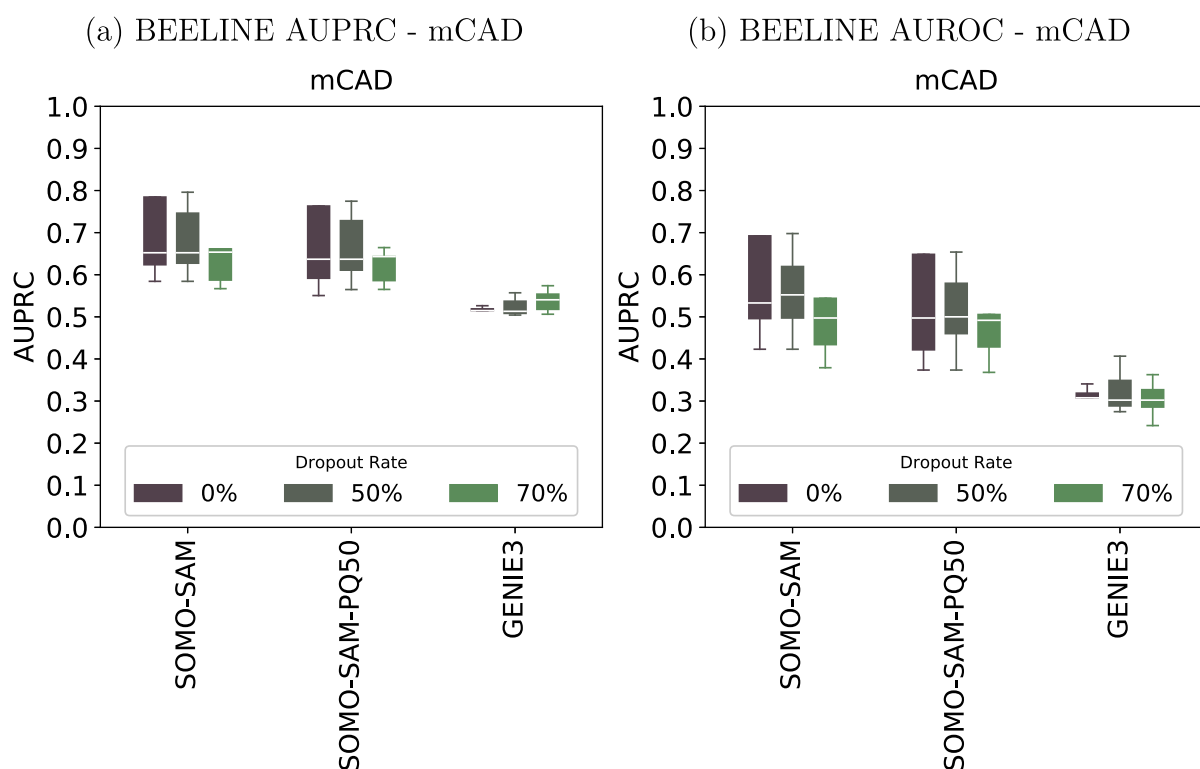 (a) BEELINE AUPRC - mCAD
mCAD
1.0
0.9
0.8
0.7
0.6
0.5
0.4
0.3
0.2
0.1
0.0
AUPRC
Dropout Rate
0% 50% 70%
SOMO-SAM
SOMO-SAM-PQ50
GENIE3
(b) BEELINE AUROC - mCAD
mCAD
1.0
0.9
0.8
0.7
0.6
0.5
0.4
0.3
0.2
0.1
0.0
AUPRC
Dropout Rate
0% 50% 70%
SOMO-SAM
SOMO-SAM-PQ50
GENIE3